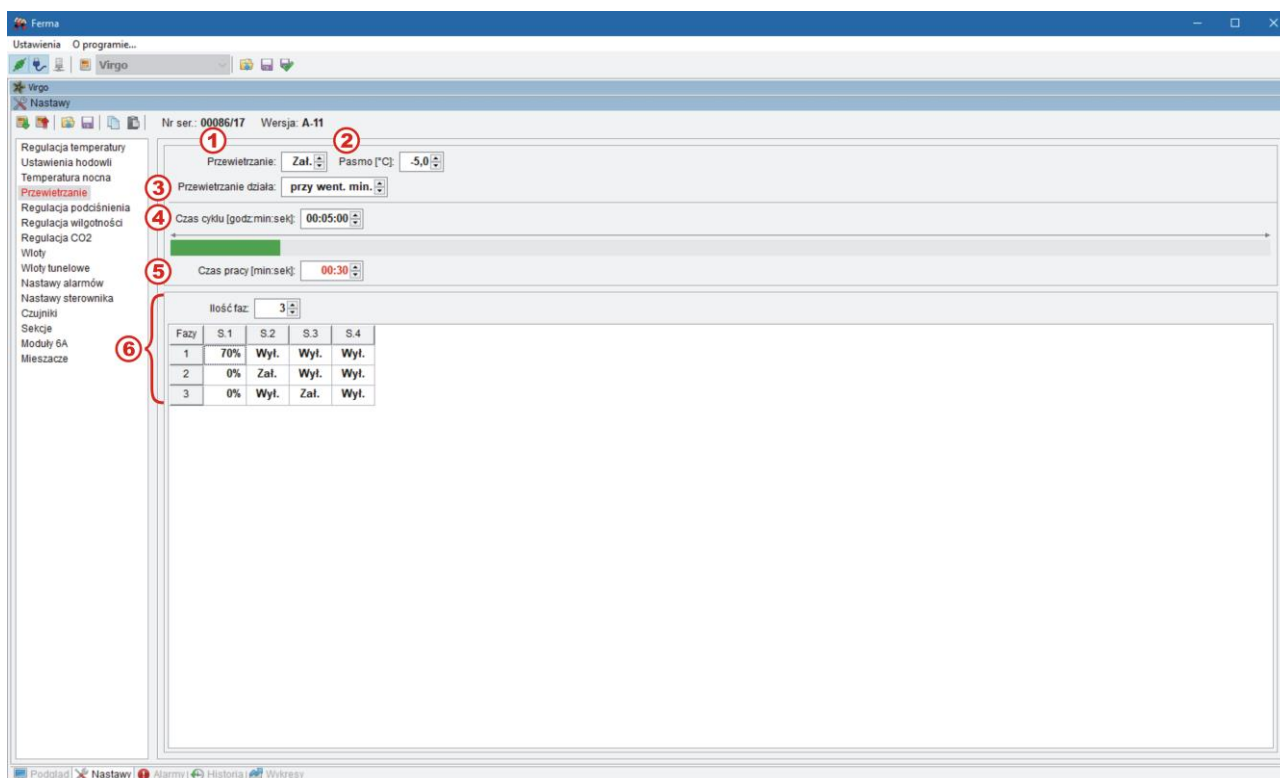 Ferma
Ustawienia O programie...
Virgo
Virgo
Nastawy
Nr ser.: 00086/17 Wersja: A-11
Regulacja temperatury
Ustawienia hodowli
Temperatura nocna
Przewietrzanie
Regulacja podciśnienia
Regulacja wilgotności
Regulacja CO2
Wloty
Wloty tunelowe
Nastawy alarmów
Nastawy sterownika
Czujniki
Sekcje
Moduły 6A
Mieszacze
1 2
Przewietrzanie: Zał. Pasmo [°C]: -5,0
3 Przewietrzanie działa: przy went. min.
4 Czas cyklu [godz:min:sek]: 00:05:00
5 Czas pracy [min:sek]: 00:30
6
Ilość faz: 3
Fazy S.1 S.2 S.3 S.4
1 70% Wył. Wył. Wył.
2 0% Zał. Wył. Wył.
3 0% Wył. Zał. Wył.
Podgląd Nastawy Alarmy Historia Wykresy